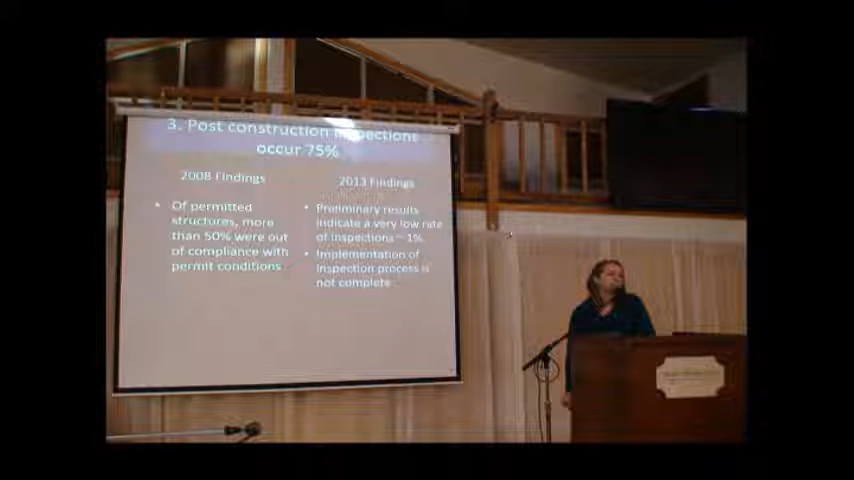 3. Post construction inspections
occur 75%
2008 Findings
• Of permitted
structures, more
than 50% were out
of compliance with
permit conditions
2013 Findings
• Preliminary results
indicate a very low rate
of inspections ~ 1%
• Implementation of
inspection process is
not complete